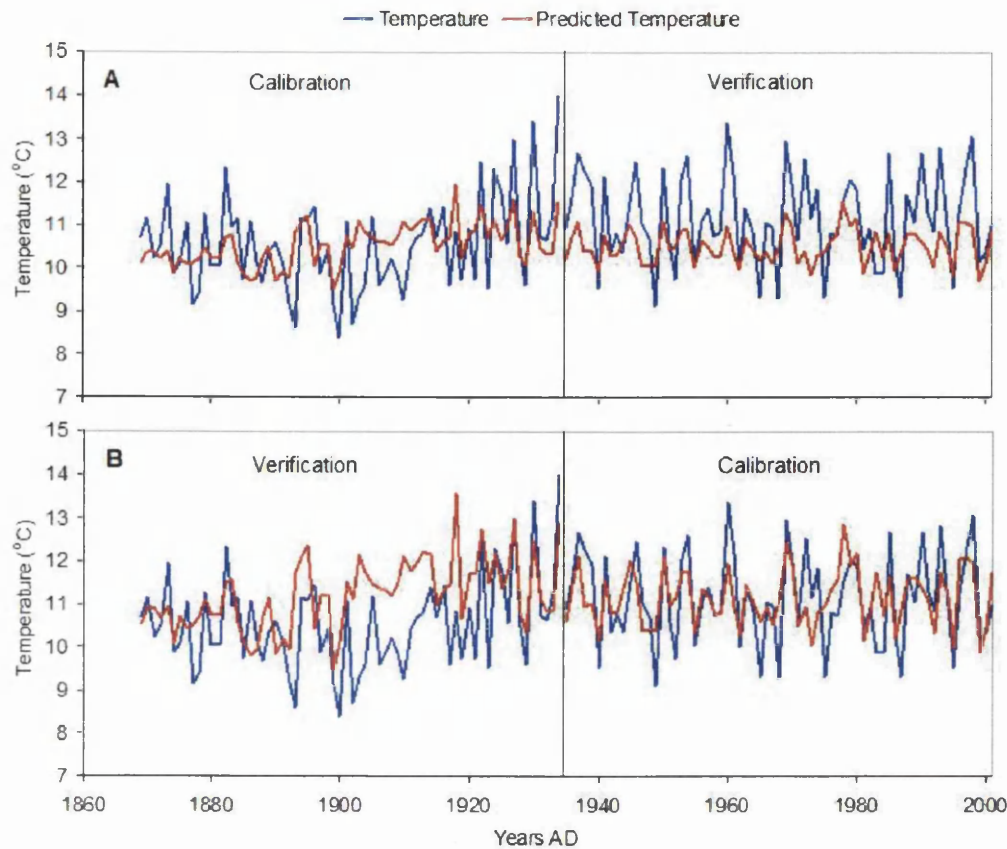 Temperature Predicted Temperature
A
Calibration
Verification
Temperature (°C)
15
14
13
12
11
10
9
8
7
B
Verification
Calibration
Temperature (°C)
15
14
13
12
11
10
9
8
7
1860 1880 1900 1920 1940 1960 1980 2000
Years AD